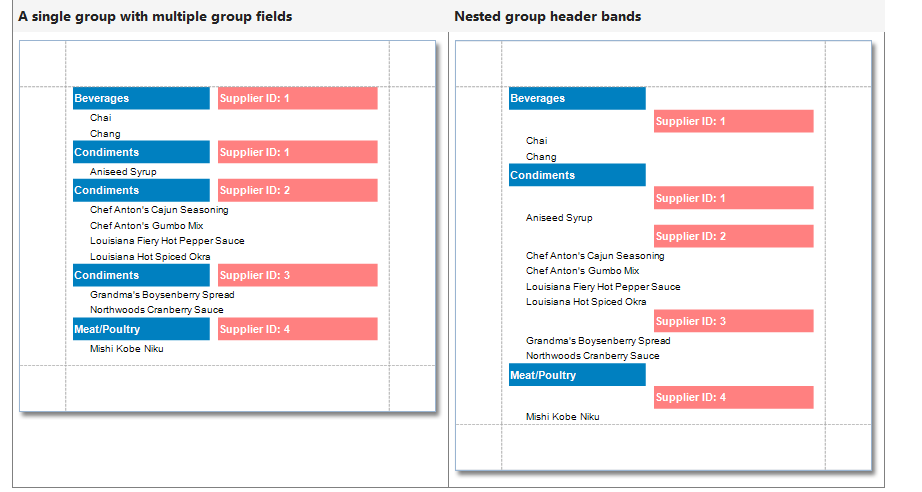 A single group with multiple group fields
Beverages Supplier ID: 1
Chai
Chang
Condiments Supplier ID: 1
Aniseed Syrup
Condiments Supplier ID: 2
Chef Anton's Cajun Seasoning
Chef Anton's Gumbo Mix
Louisiana Fiery Hot Pepper Sauce
Louisiana Hot Spiced Okra
Condiments Supplier ID: 3
Grandma's Boysenberry Spread
Northwoods Cranberry Sauce
Meat/Poultry Supplier ID: 4
Mishi Kobe Niku
Nested group header bands
Beverages
Supplier ID: 1
Chai
Chang
Condiments
Supplier ID: 1
Aniseed Syrup
Supplier ID: 2
Chef Anton's Cajun Seasoning
Chef Anton's Gumbo Mix
Louisiana Fiery Hot Pepper Sauce
Louisiana Hot Spiced Okra
Supplier ID: 3
Grandma's Boysenberry Spread
Northwoods Cranberry Sauce
Meat/Poultry
Supplier ID: 4
Mishi Kobe Niku